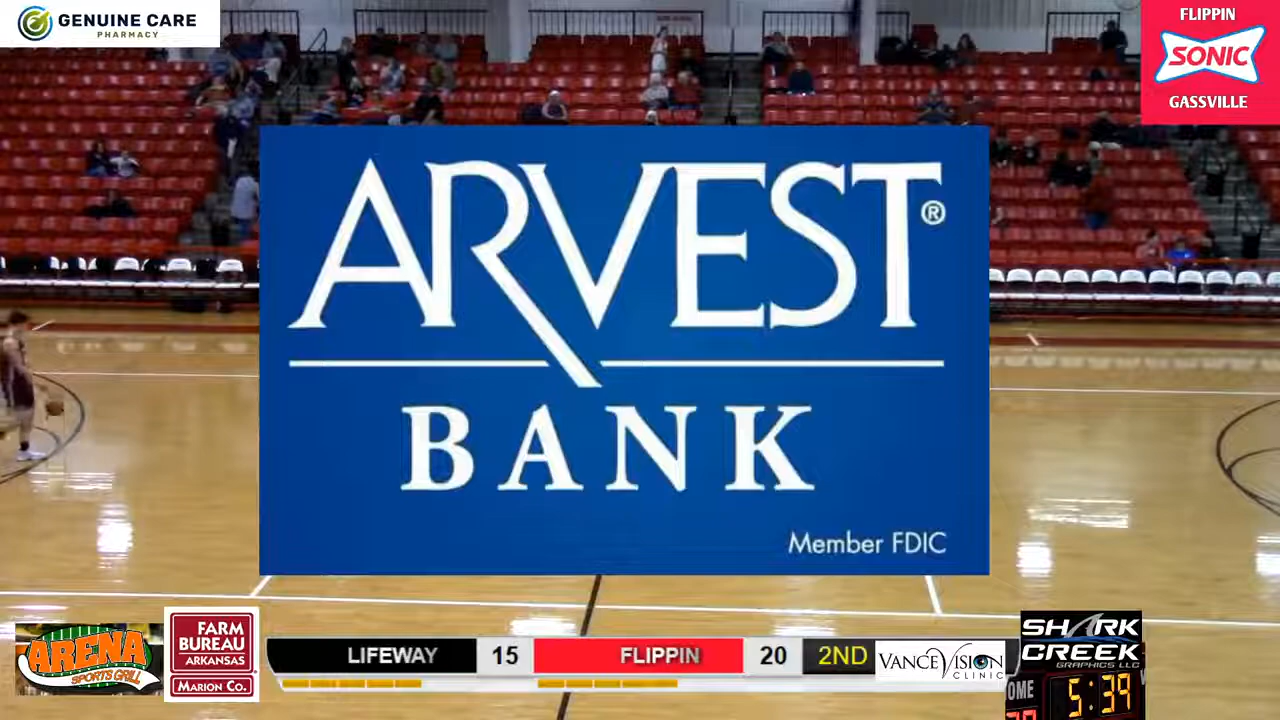 GENUINE CARE
PHARMACY
FLIPPIN
SONIC
GASSVILLE
ARVEST®
BANK
Member FDIC
ARENA
SPORTS GRILL
FARM
BUREAU
ARKANSAS
MARION CO.
LIFEWAY 15 FLIPPIN 20 2ND
VANCE VISION
CLINIC
SHARK
CREEK
GRAPHICS LLC
OME
5:39